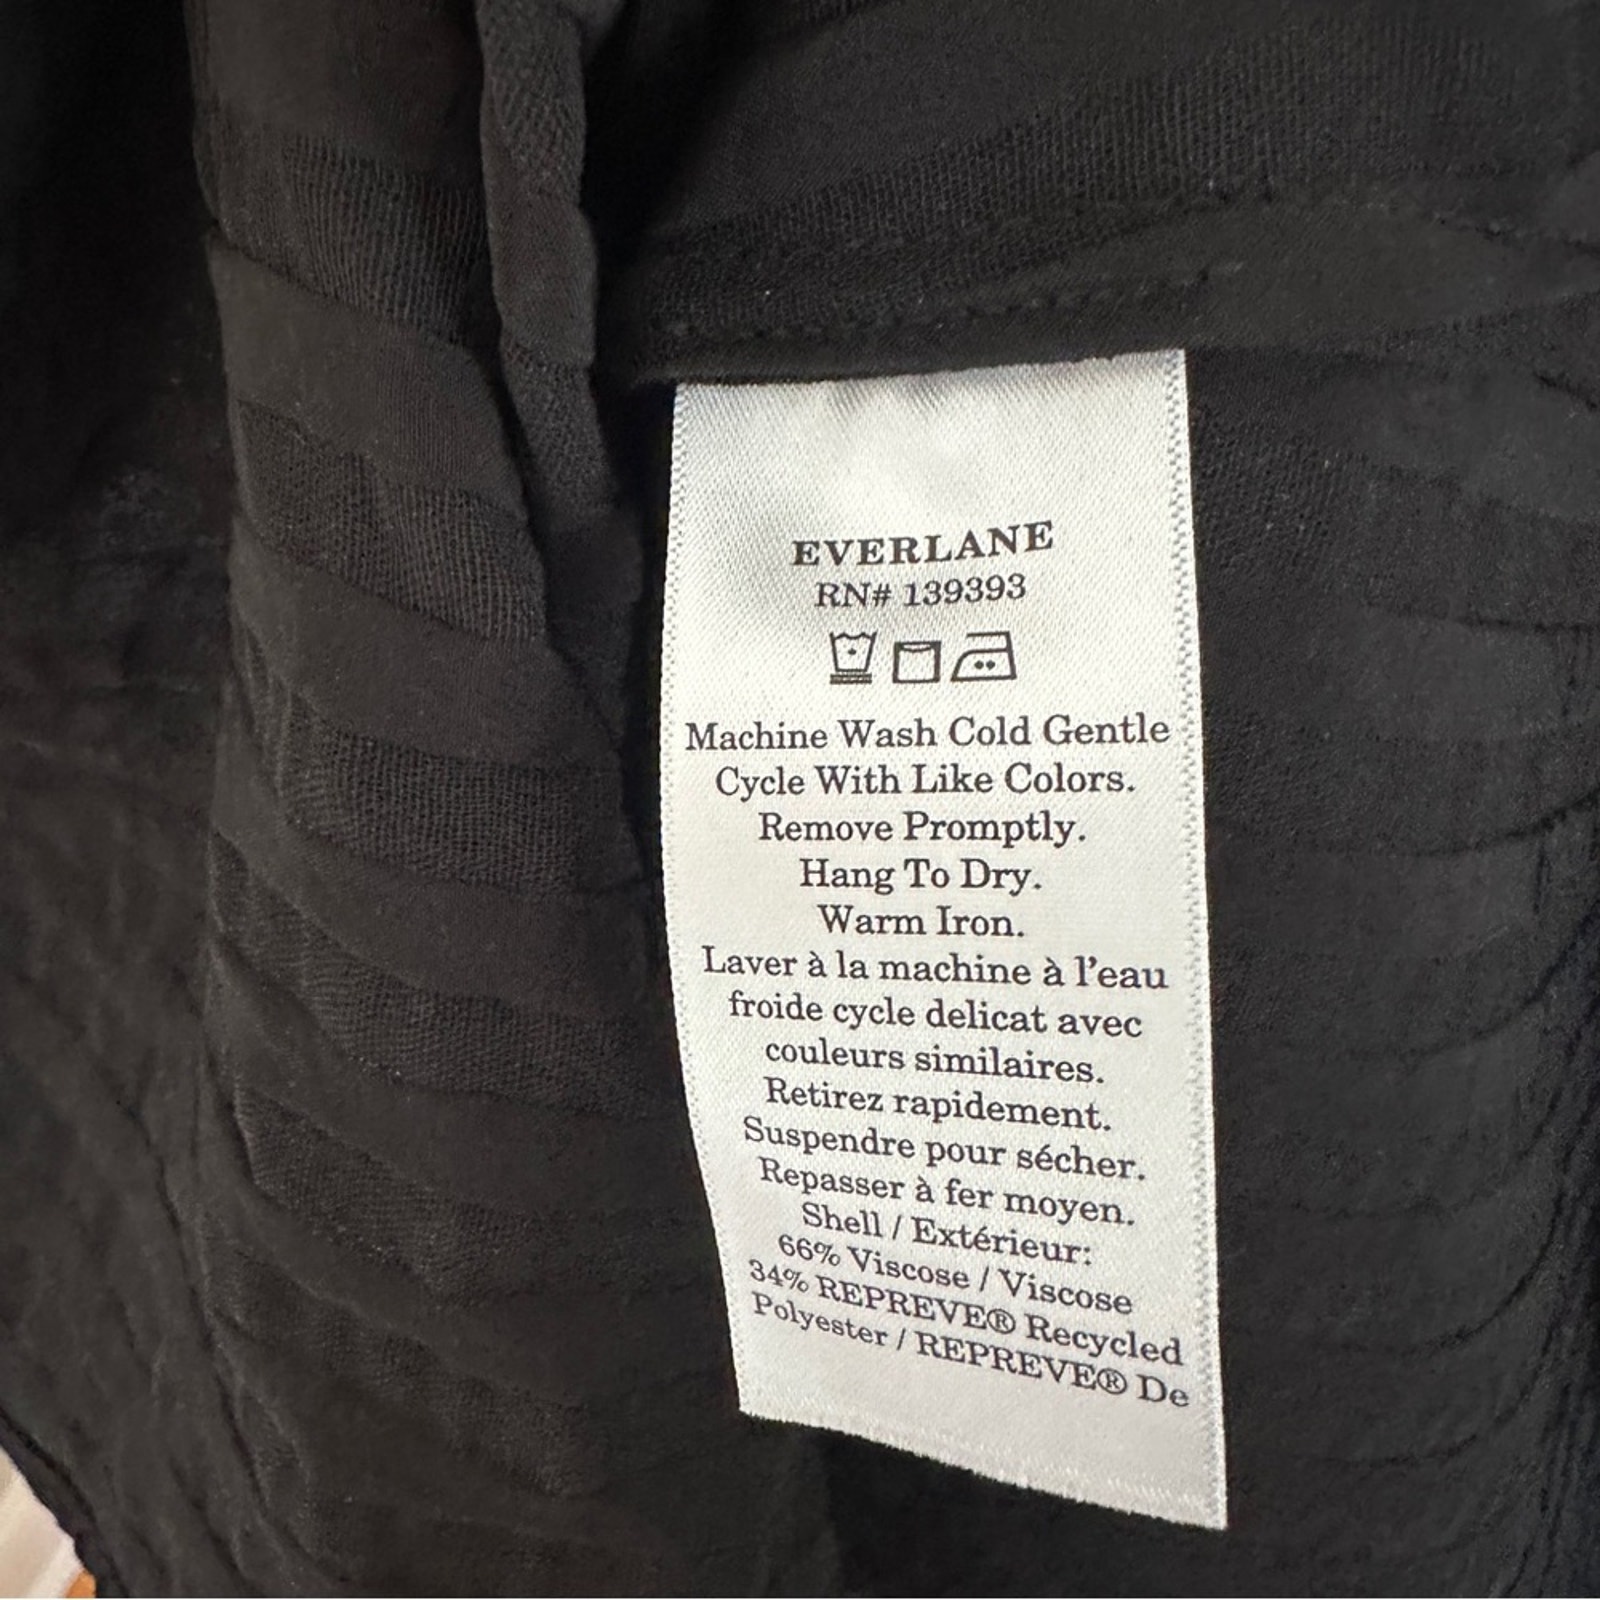 EVERLANE
RN# 139393
Machine Wash Cold Gentle
Cycle With Like Colors.
Remove Promptly.
Hang To Dry.
Warm Iron.
Laver à la machine à l'eau
froide cycle delicat avec
couleurs similaires.
Retirez rapidement.
Suspendre pour sécher.
Repasser à fer moyen.
Shell / Extérieur:
66% Viscose / Viscose
34% REPREVE® Recycled
Polyester / REPREVE® De